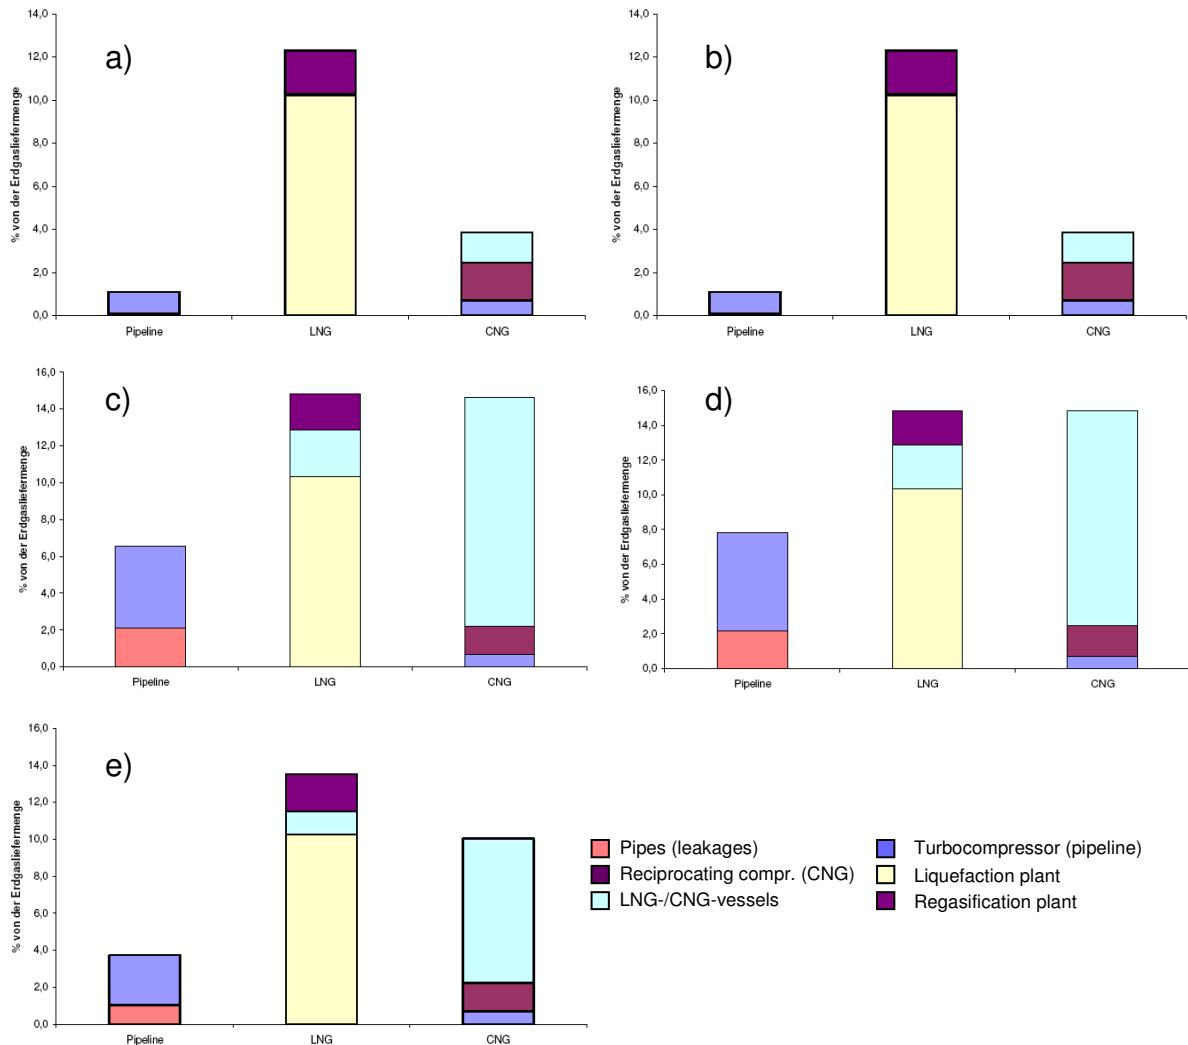 a)
% von der Erdgasliefermenge
14,0
12,0
10,0
8,0
6,0
4,0
2,0
0,0
Pipeline LNG CNG
b)
% von der Erdgasliefermenge
14,0
12,0
10,0
8,0
6,0
4,0
2,0
0,0
Pipeline LNG CNG
c)
% von der Erdgasliefermenge
16,0
14,0
12,0
10,0
8,0
6,0
4,0
2,0
0,0
Pipeline LNG CNG
d)
% von der Erdgasliefermenge
16,0
14,0
12,0
10,0
8,0
6,0
4,0
2,0
0,0
Pipeline LNG CNG
e)
% von der Erdgasliefermenge
16,0
14,0
12,0
10,0
8,0
6,0
4,0
2,0
0,0
Pipeline LNG CNG
Pipes (leakages)
Reciprocating compr. (CNG)
LNG-/CNG-vessels
Turbocompressor (pipeline)
Liquefaction plant
Regasification plant